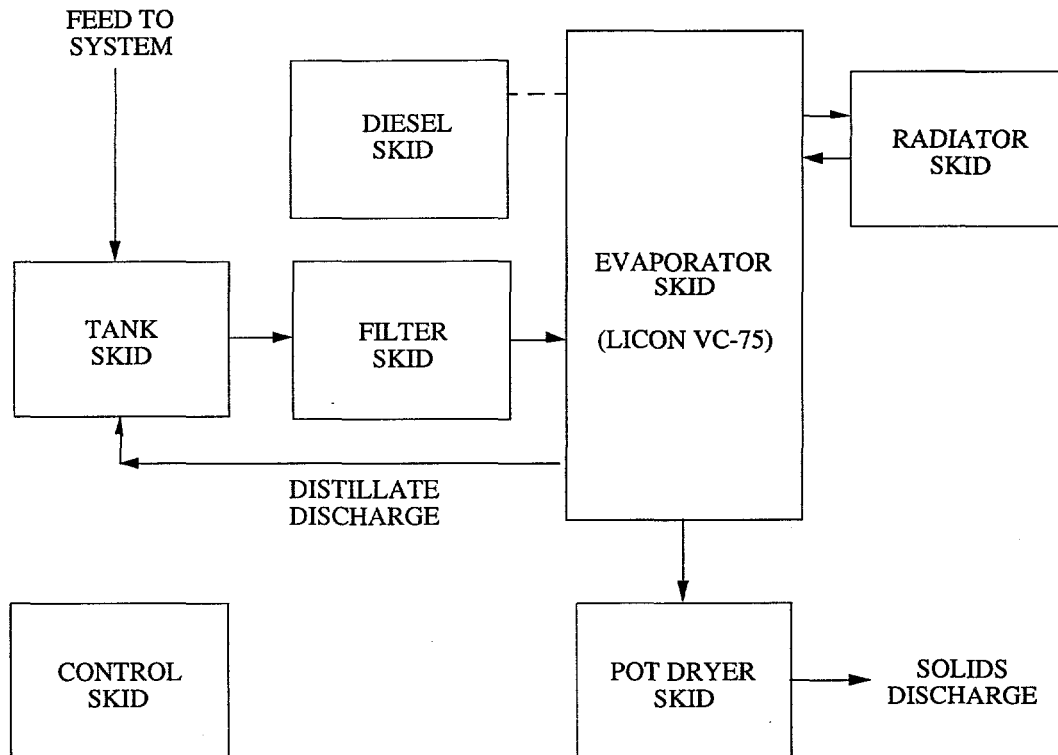 FEED TO
SYSTEM
DIESEL
SKID
RADIATOR
SKID
EVAPORATOR
SKID
(LICON VC-75)
TANK
SKID
FILTER
SKID
DISTILLATE
DISCHARGE
CONTROL
SKID
POT DRYER
SKID
SOLIDS
DISCHARGE